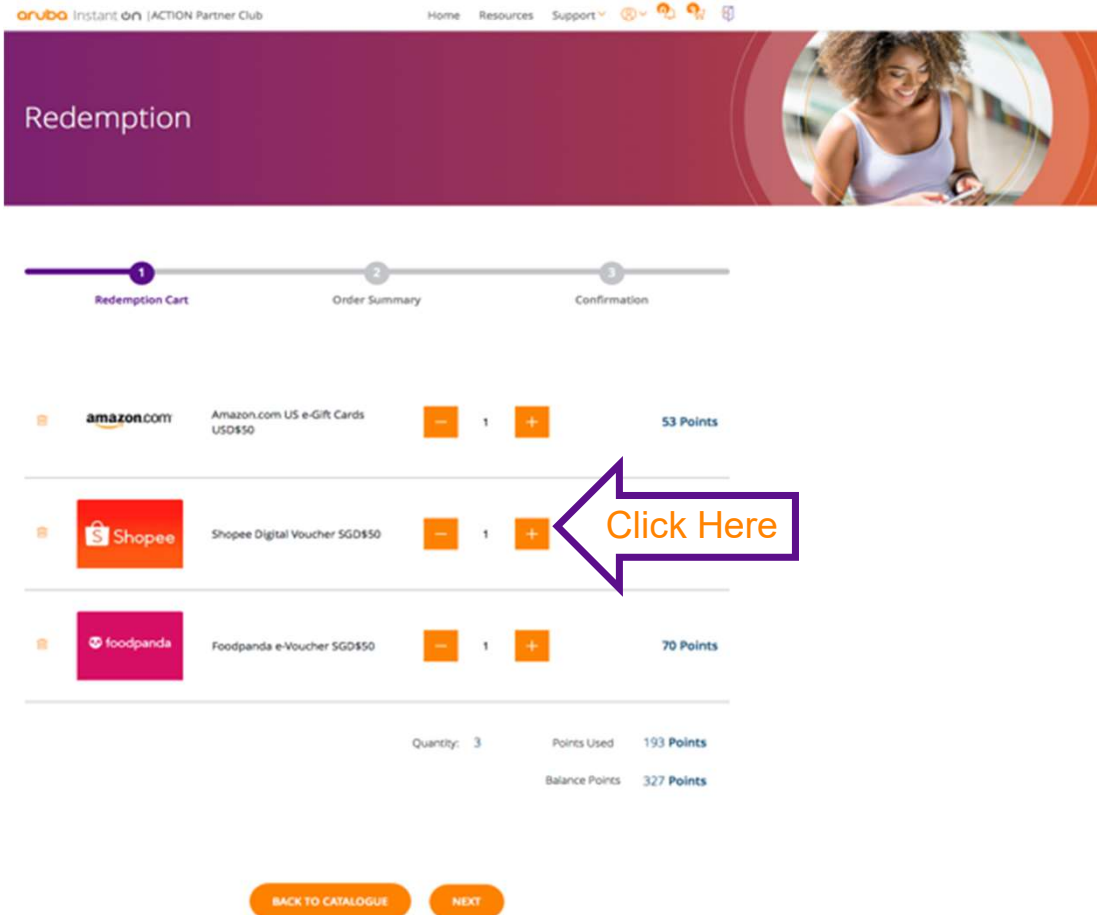 aruba Instant on | ACTION Partner Club Home Resources Support
Redemption
1 2 3
Redemption Cart Order Summary Confirmation
amazon.com Amazon.com US e-Gift Cards
USD$50 − 1 + 53 Points
Shopee Shopee Digital Voucher SGD$50 − 1 + Click Here
foodpanda Foodpanda e-Voucher SGD$50 − 1 + 70 Points
Quantity: 3 Points Used 193 Points
Balance Points 327 Points
BACK TO CATALOGUE NEXT